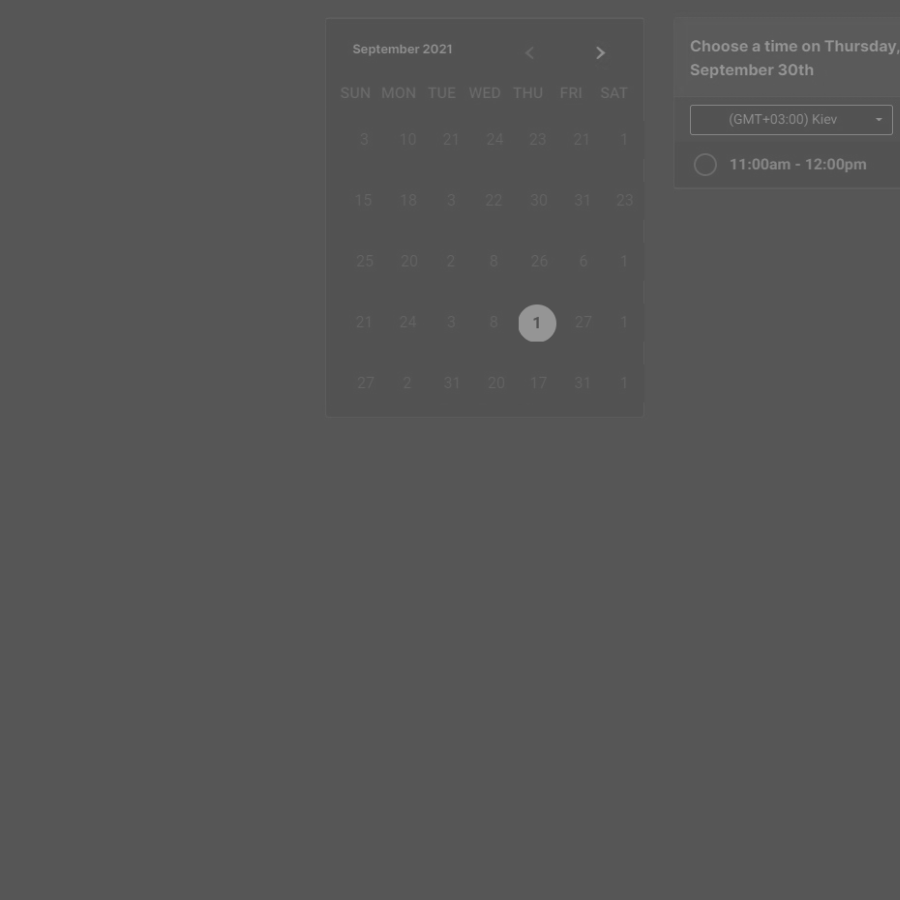 September 2021
SUN MON TUE WED THU FRI SAT
3 10 21 24 23 21 1
15 18 3 22 30 31 23
25 20 2 8 26 6 1
21 24 3 8 1 27 1
27 2 31 20 17 31 1
Choose a time on Thursday,
September 30th
(GMT+03:00) Kiev
11:00am - 12:00pm